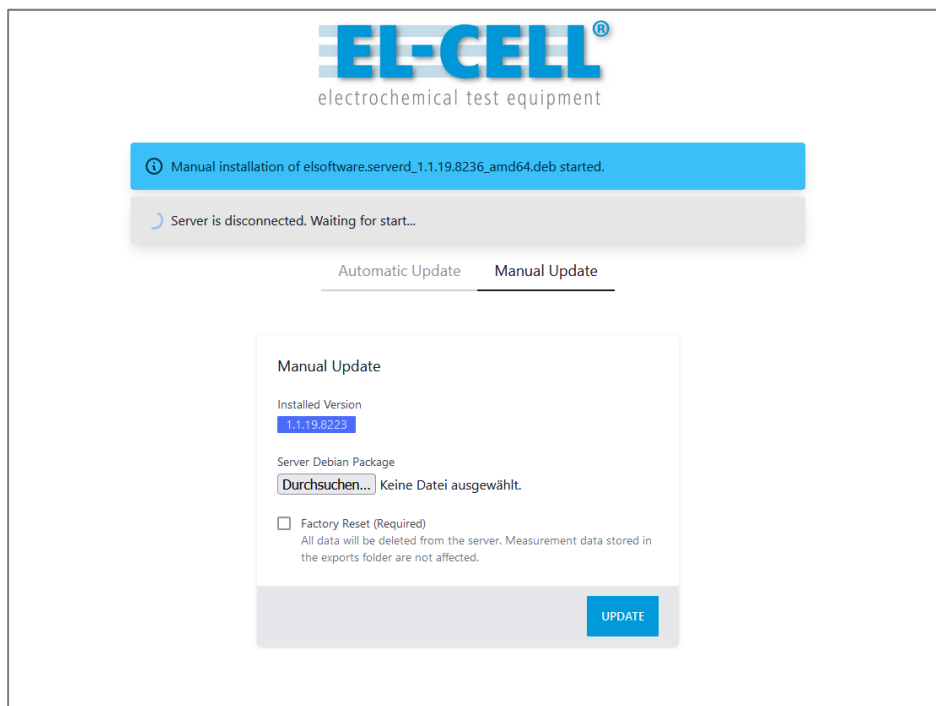 EL-CELL®
electrochemical test equipment
Manual installation of elsoftware.serverd_1.1.19.8236_amd64.deb started.
Server is disconnected. Waiting for start...
Automatic Update Manual Update
Manual Update
Installed Version
1.1.19.8223
Server Debian Package
Durchsuchen... Keine Datei ausgewählt.
Factory Reset (Required)
All data will be deleted from the server. Measurement data stored in
the exports folder are not affected.
UPDATE